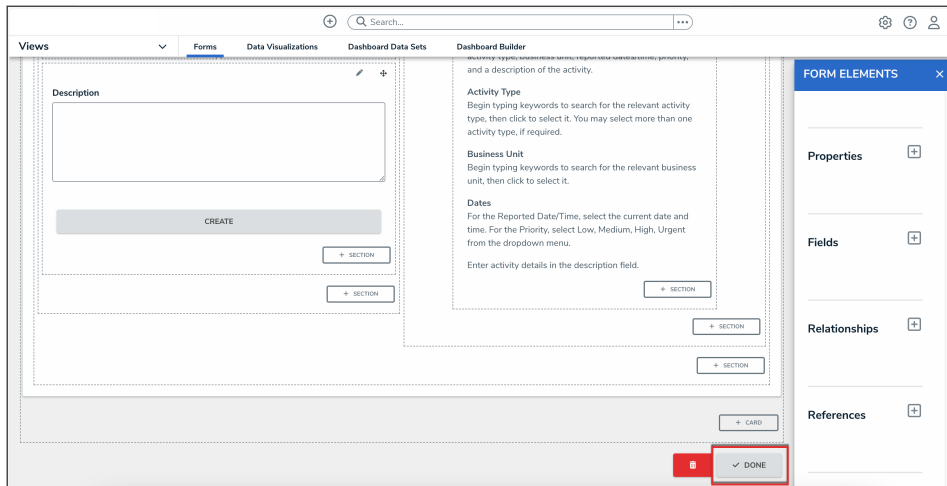 Search...
Views
Forms
Data Visualizations
Dashboard Data Sets
Dashboard Builder
activity type, business unit, reported dates/time, priority,
and a description of the activity.
Description
Activity Type
Begin typing keywords to search for the relevant activity
type, then click to select it. You may select more than one
activity type, if required.
Business Unit
Begin typing keywords to search for the relevant business
unit, then click to select it.
Dates
For the Reported Date/Time, select the current date and
time. For the Priority, select Low, Medium, High, Urgent
from the dropdown menu.
Enter activity details in the description field.
CREATE
+ SECTION
+ SECTION
+ SECTION
+ SECTION
+ SECTION
+ CARD
DONE
FORM ELEMENTS
Properties
Fields
Relationships
References